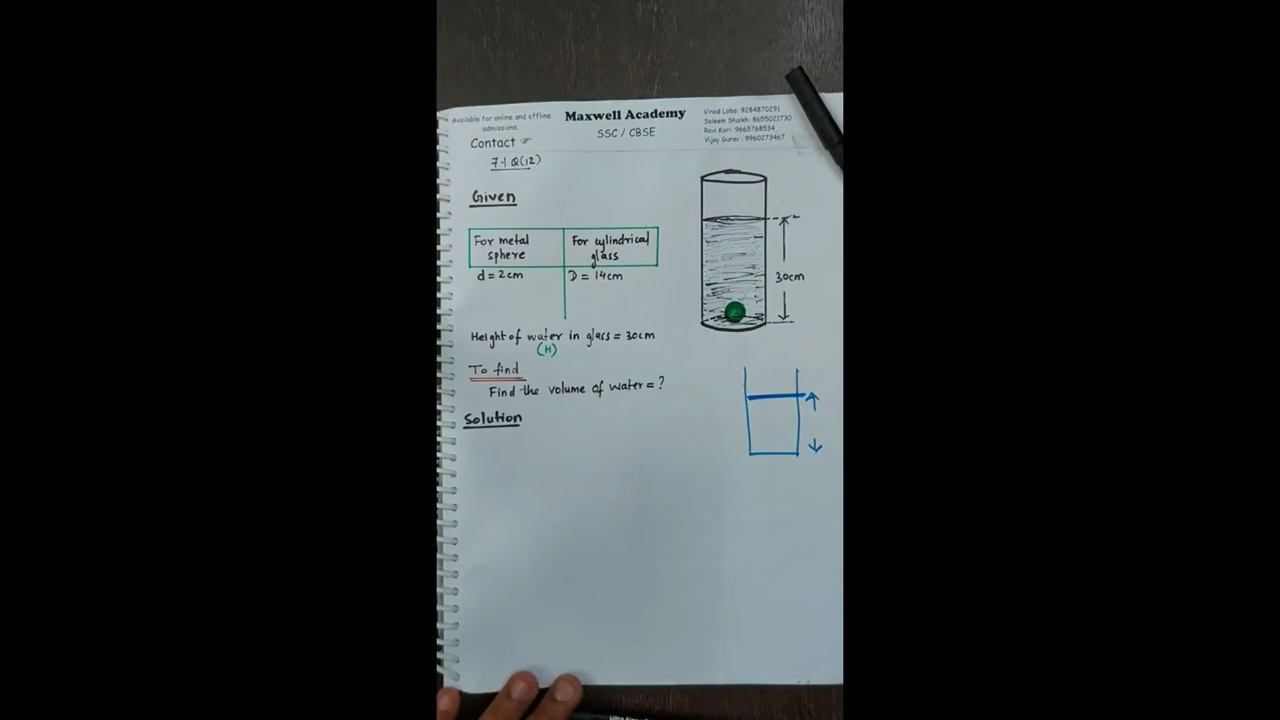 Available for online and offline
admissions.
Maxwell Academy
SSC / CBSE
Vinod Lobo: 9284870291
Saleem Shaikh: 8655021730
Ravi Kori: 9665768534
Vijay Gurav: 9960273467
Contact ☞
7.1 Q(12)
Given
For metal
sphere
For cylindrical
glass
d = 2cm
D = 14cm
Height of water in glass = 30cm
(H)
To find
Find the volume of water = ?
Solution
30cm